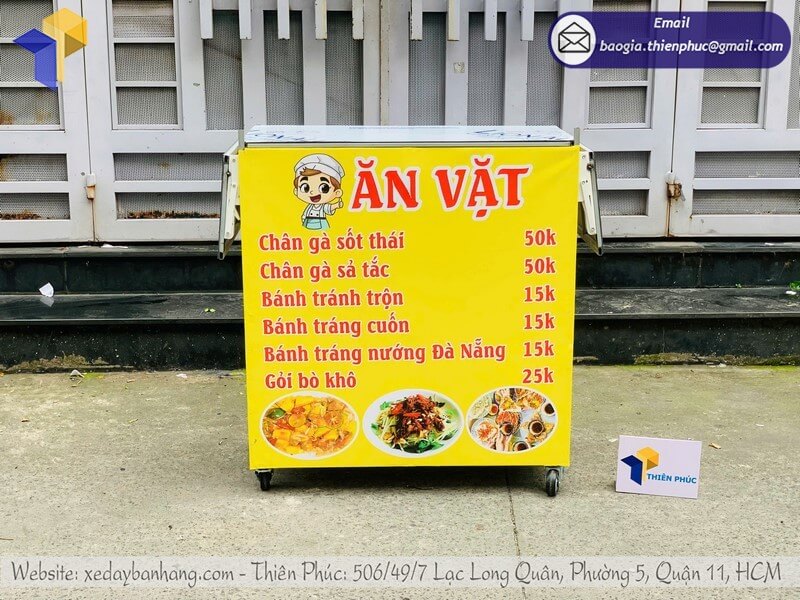 Email
baogia.thienphuc@gmail.com
ĂN VẶT
Chân gà sốt thái 50k
Chân gà sả tắc 50k
Bánh tránh trộn 15k
Bánh tráng cuốn 15k
Bánh tráng nướng Đà Nẵng 15k
Gỏi bò khô 25k
THIÊN PHÚC
Website: xedaybanhang.com - Thiên Phúc: 506/49/7 Lạc Long Quân, Phường 5, Quận 11, HCM